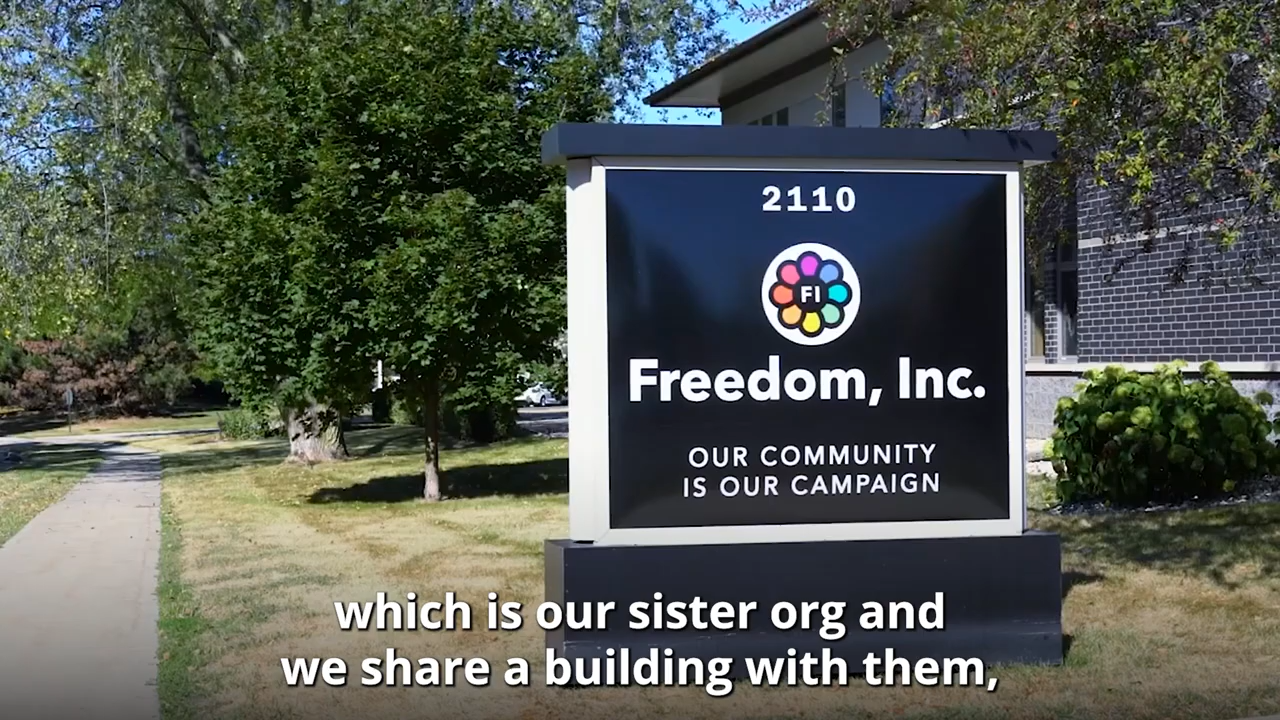 2110
FI
Freedom, Inc.
OUR COMMUNITY
IS OUR CAMPAIGN
which is our sister org and
we share a building with them,